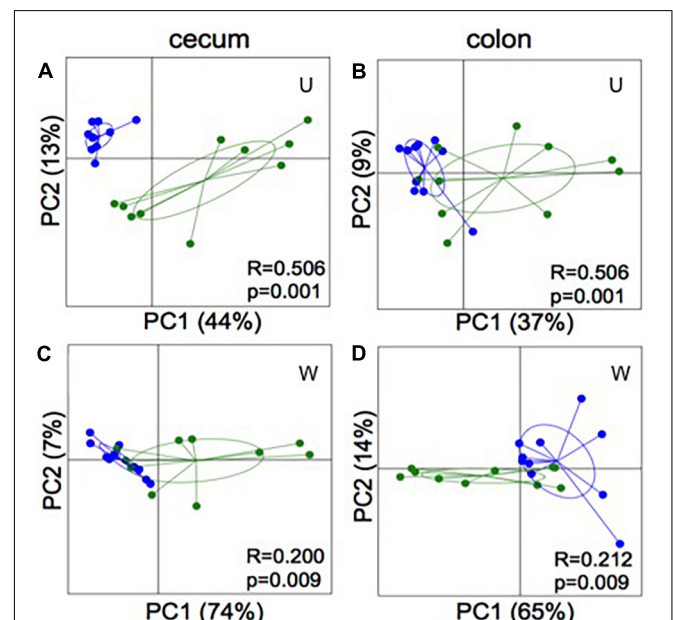 cecum
colon
A
U
PC2 (13%)
R=0.506
p=0.001
PC1 (44%)
B
U
PC2 (9%)
R=0.506
p=0.001
PC1 (37%)
C
W
PC2 (7%)
R=0.200
p=0.009
PC1 (74%)
D
W
PC2 (14%)
R=0.212
p=0.009
PC1 (65%)